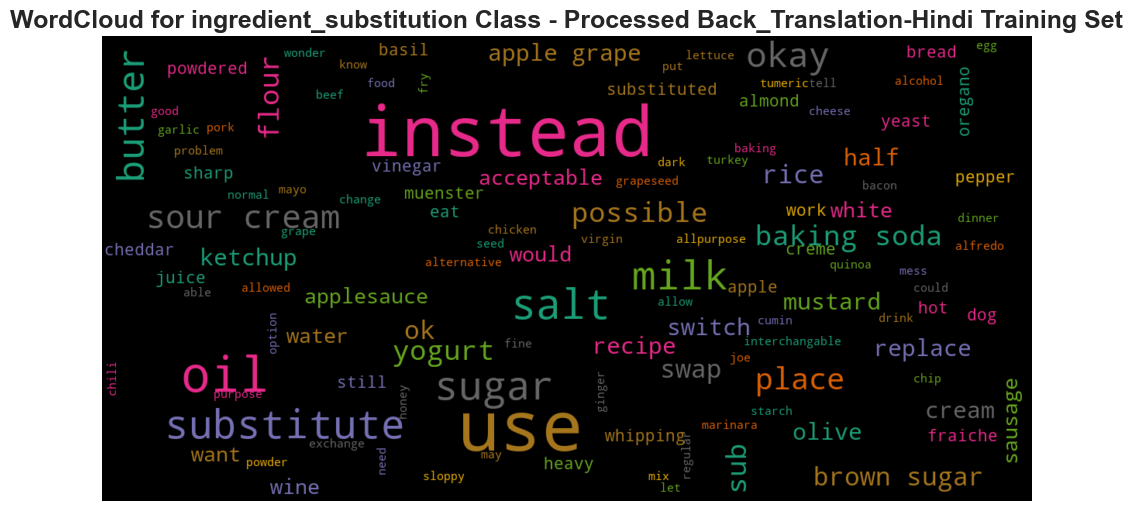 WordCloud for ingredient_substitution Class - Processed Back_Translation-Hindi Training Set
butter
powdered
flour
wonder
know
basil
food
fry
beef
apple grape
put
lettuce
substituted
okay
tumeric
tell
almond
bread
egg
alcohol
cheese
yeast
oregano
good
garlic
pork
problem
instead
sharp
vinegar
normal
mayo
change
muenster
acceptable
dark
grapeseed
turkey
baking
rice
half
bacon
pepper
sour cream
grape
eat
chicken
seed
possible
virgin
allpurpose
work
white
baking soda
creme
dinner
alfredo
cheddar
ketchup
juice
able
allowed
alternative
would
milk
apple
allow
quinoa
mess
could
applesauce
salt
mustard
hot
dog
drink
option
water
ok
yogurt
fine
recipe
switch
cumin
interchangable
replace
chili
oil
purpose
still
honey
sugar
ginger
swap
joe
place
chip
cream
sausage
substitute
exchange
use
whipping
marinara
starch
olive
fraiche
want
powder
need
may
sloppy
heavy
regular
mix
let
sub
wine
brown sugar